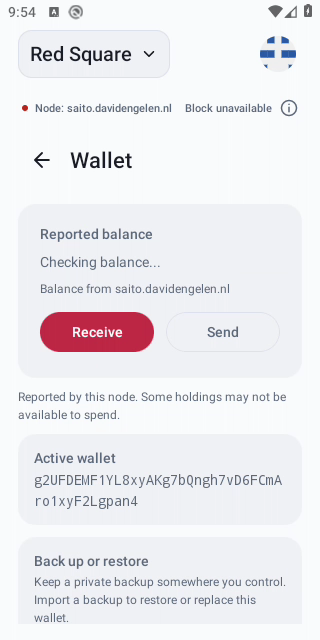 9:54
Red Square
Node: saito.davidengelen.nl Block unavailable
Wallet
Reported balance
Checking balance...
Balance from saito.davidengelen.nl
Receive Send
Reported by this node. Some holdings may not be
available to spend.
Active wallet
g2UFDEMF1YL8xyAKg7bQngh7vD6FCmA
ro1xyF2Lgpan4
Back up or restore
Keep a private backup somewhere you control.
Import a backup to restore or replace this
wallet.